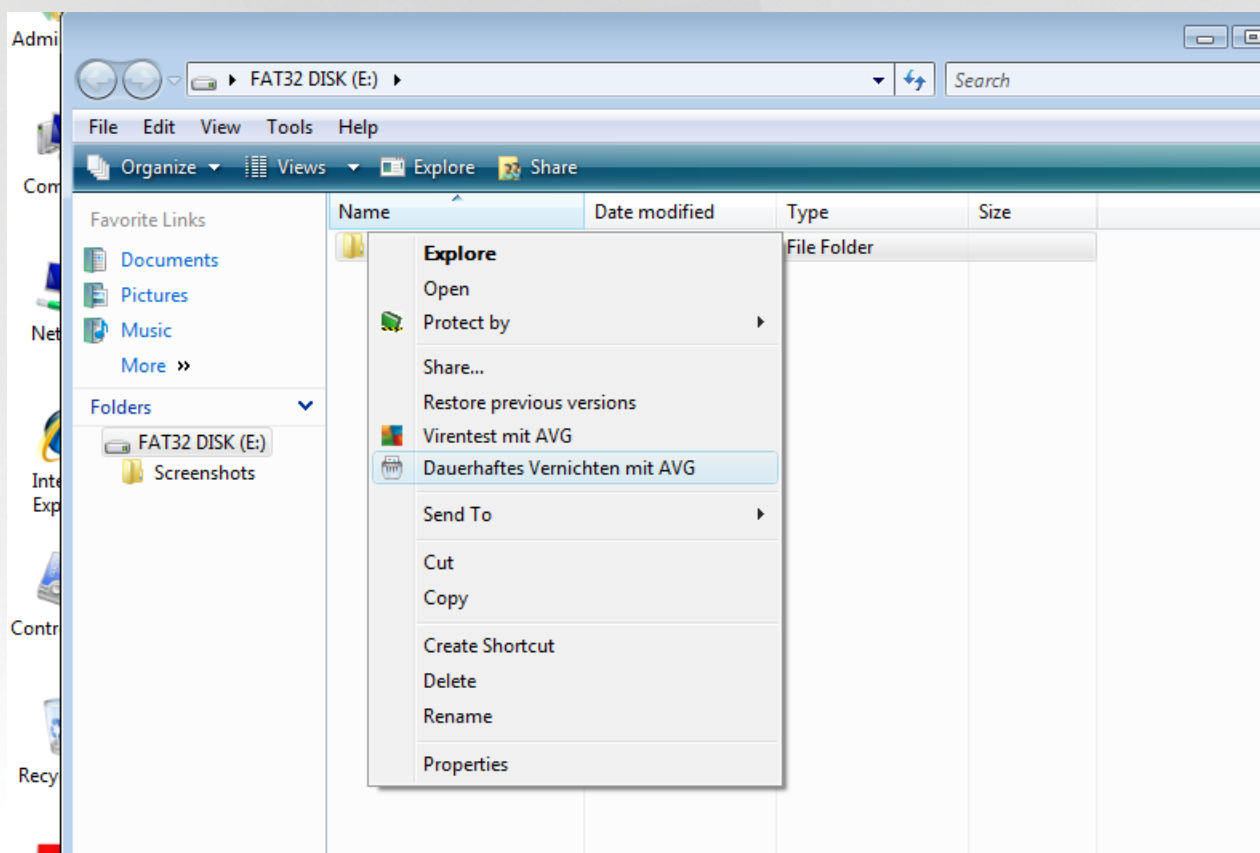 Admi
FAT32 DISK (E:)
Search
File Edit View Tools Help
Organize Views Explore Share
Com
Favorite Links
Name Date modified Type Size
File Folder
Documents
Pictures
Net
Music
More »
Folders
FAT32 DISK (E:)
Screenshots
Inte
Exp
Contr
Recy
Explore
Open
Protect by
Share...
Restore previous versions
Virentest mit AVG
Dauerhaftes Vernichten mit AVG
Send To
Cut
Copy
Create Shortcut
Delete
Rename
Properties